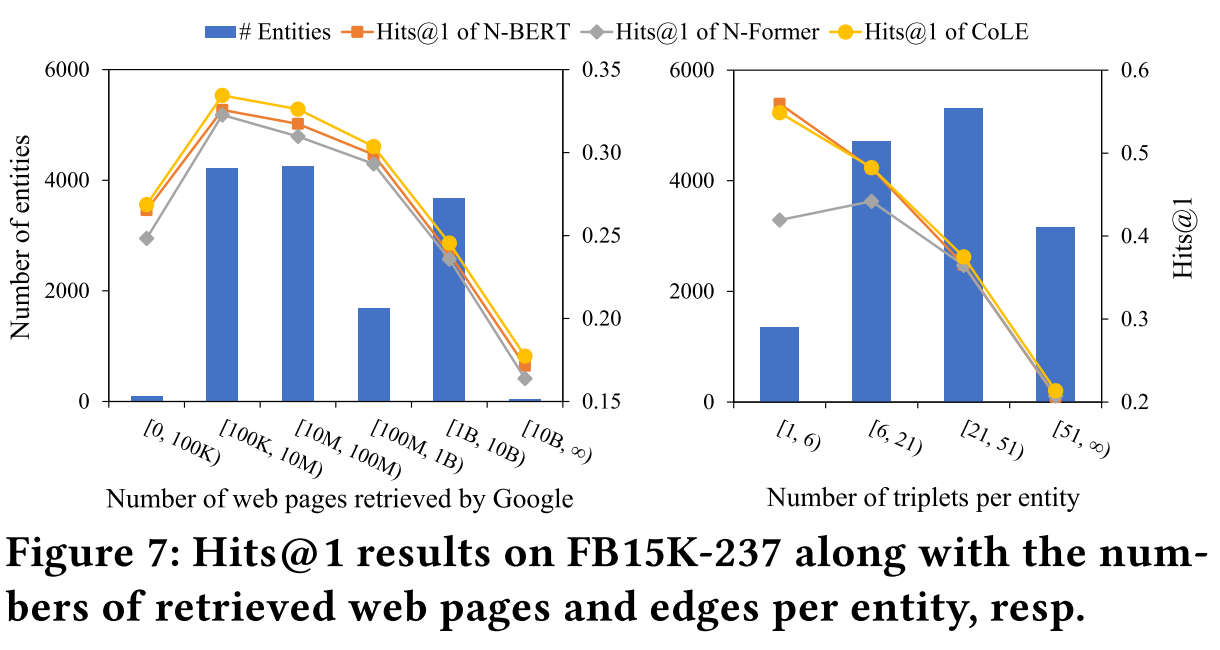 # Entities Hits@1 of N-BERT Hits@1 of N-Former Hits@1 of CoLE
6000
4000
2000
0
Number of entities
0.35
0.30
0.25
0.20
0.15
[0, 100K)
[100K, 10M)
[10M, 100M)
[100M, 1B)
[1B, 10B)
[10B, ∞)
Number of web pages retrieved by Google
6000
4000
2000
0
0.6
0.5
0.4
0.3
0.2
Hits@1
[1, 6)
[6, 21)
[21, 51)
[51, ∞)
Number of triplets per entity
Figure 7: Hits@1 results on FB15K-237 along with the num-
bers of retrieved web pages and edges per entity, resp.